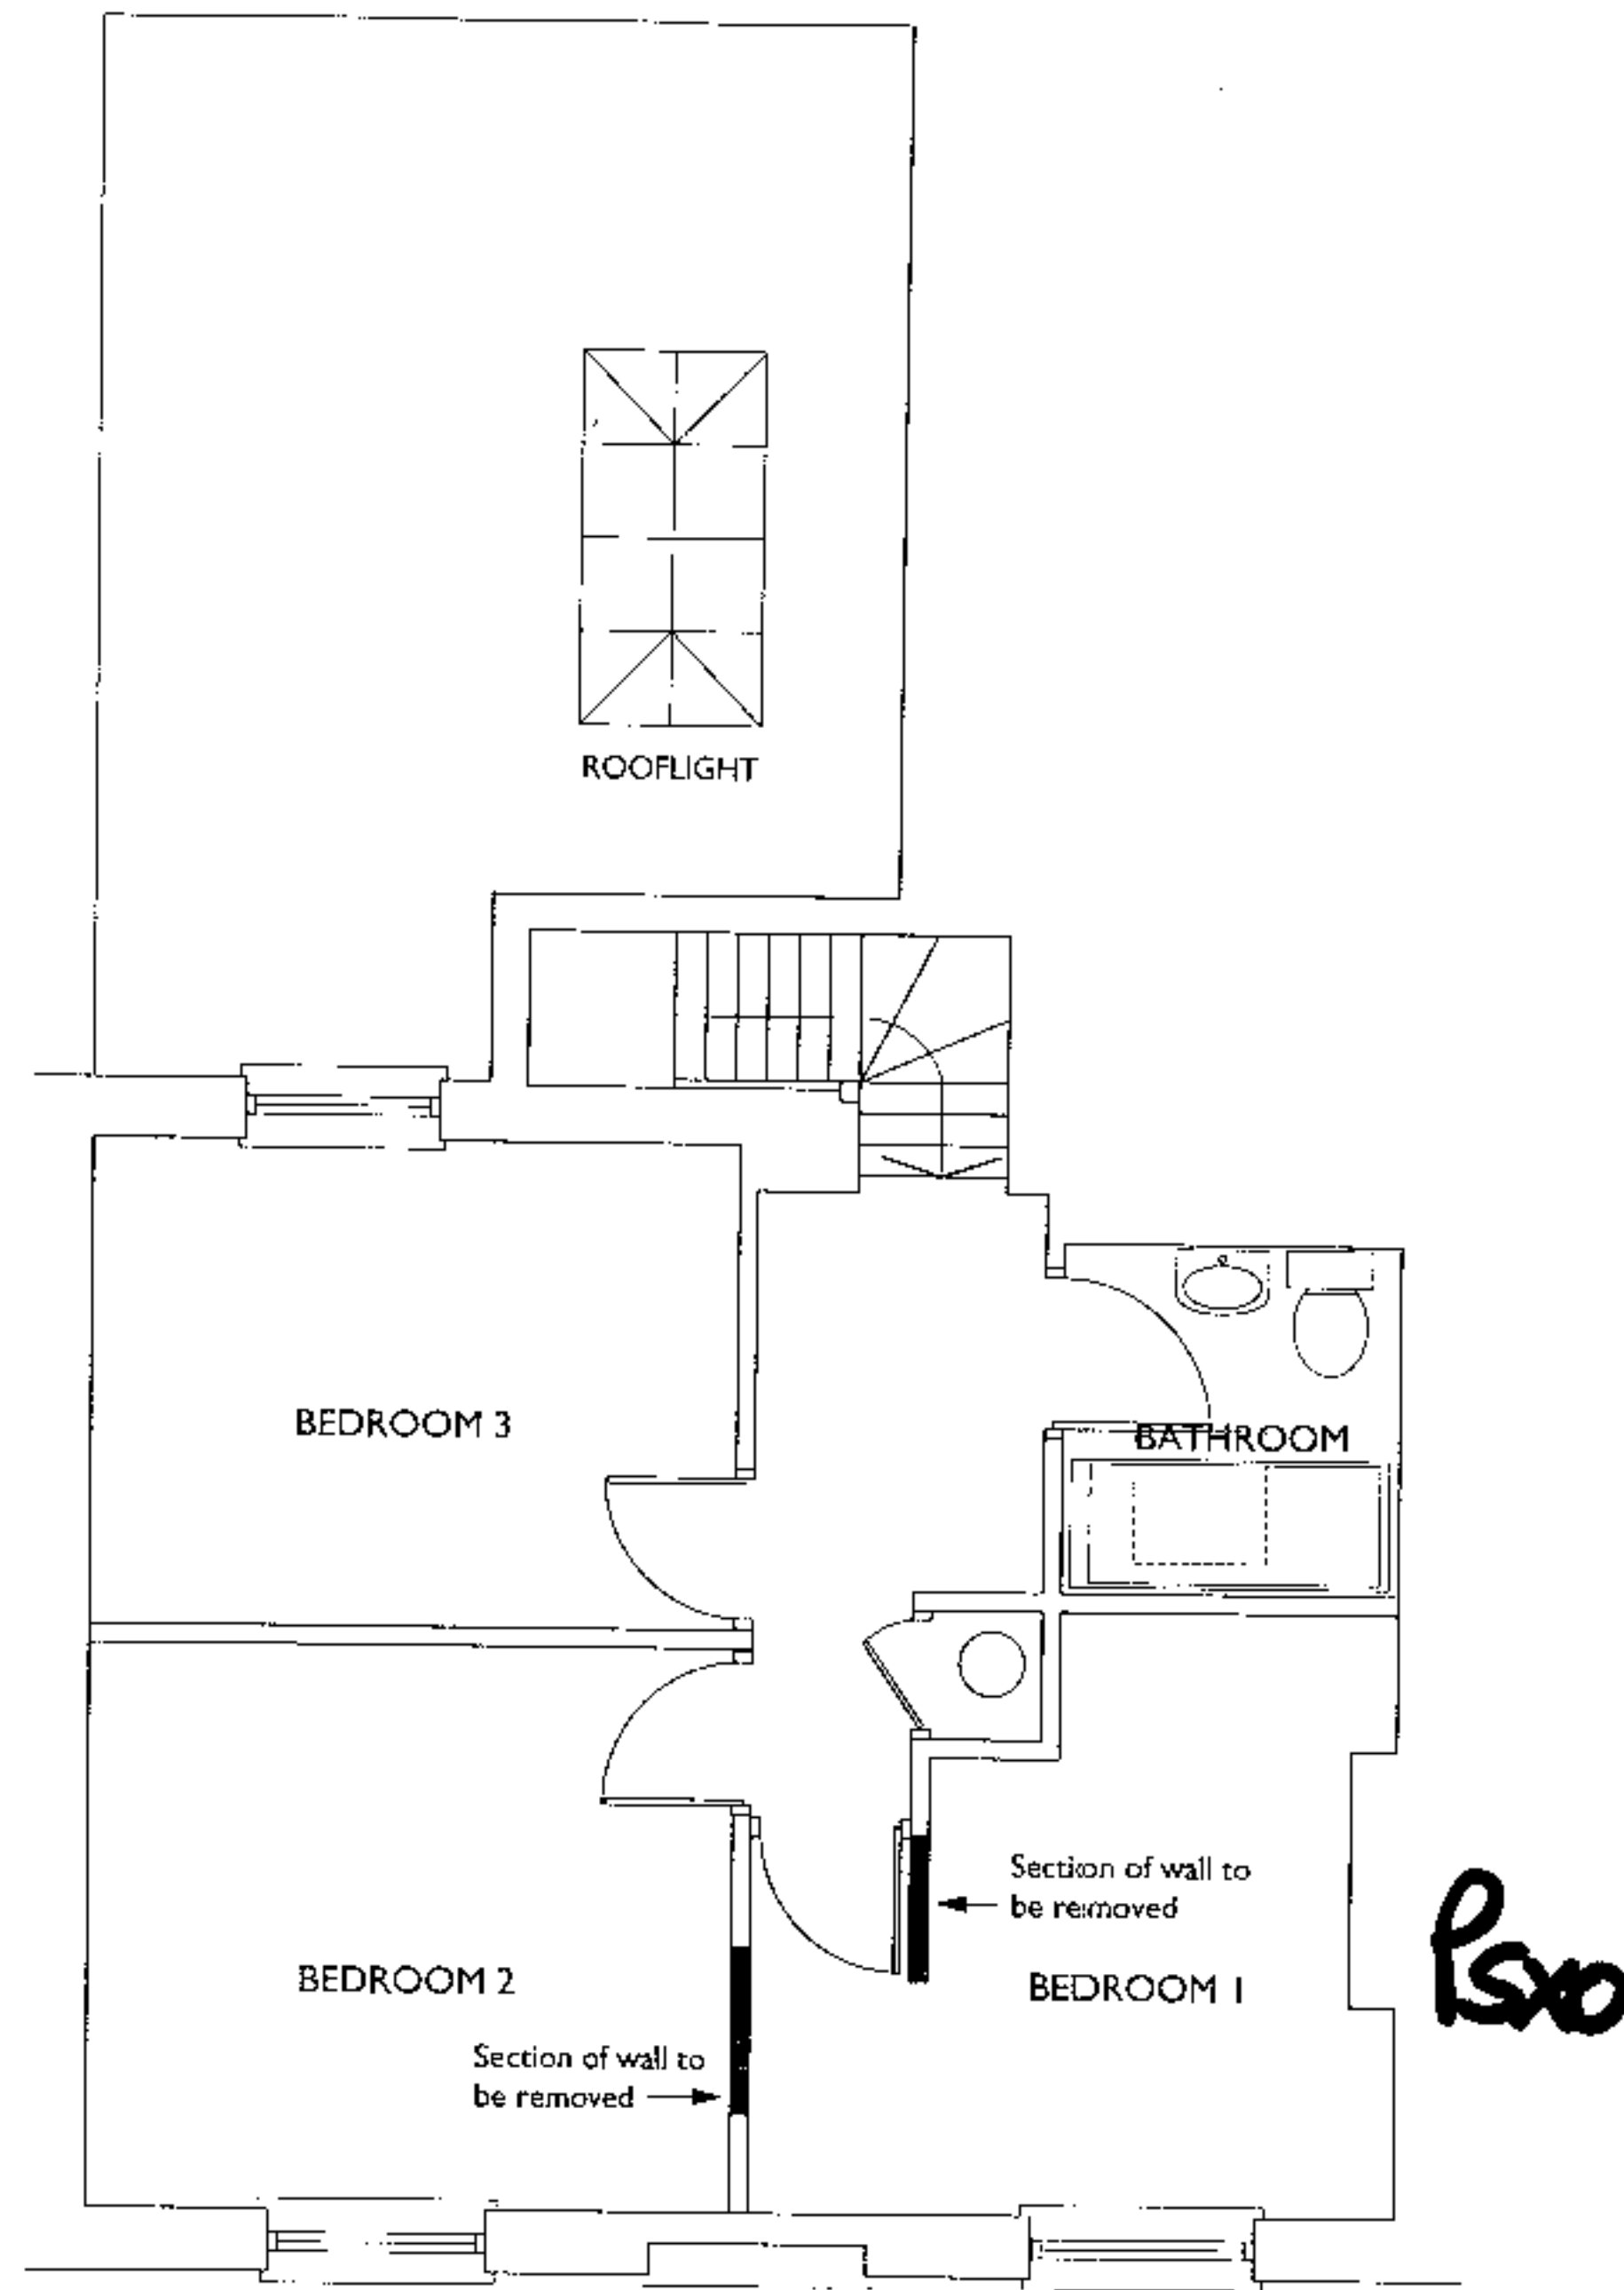 ROOFLIGHT
BEDROOM 3
BATHROOM
Section of wall to
be removed
BEDROOM 2
BEDROOM 1
Section of wall to
be removed